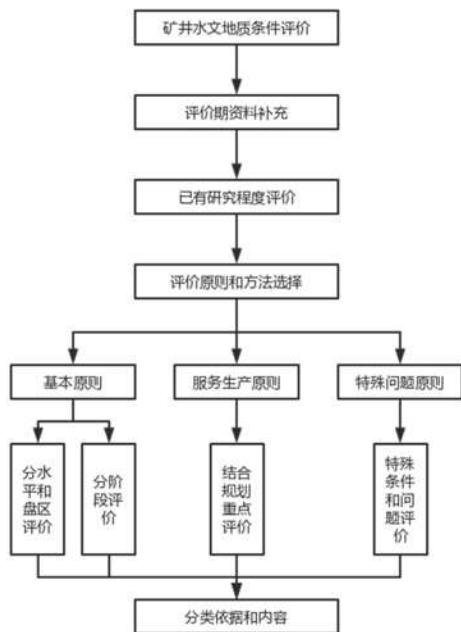 矿井水文地质条件评价
评价期资料补充
已有研究程度评价
评价原则和方法选择
基本原则
服务生产原则
特殊问题原则
分水
平和
盘区
评价
分阶
段评
价
结合
规划
重点
评价
特殊
条件
和问
题评
价
分类依据和内容